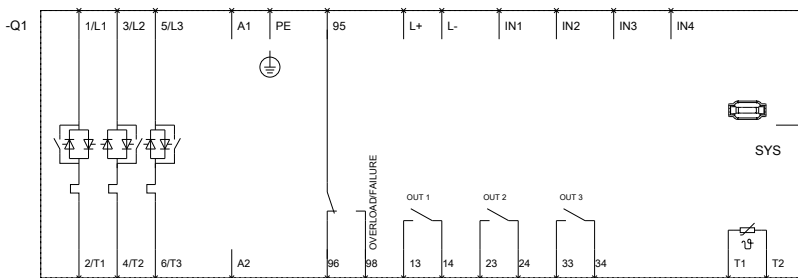 -Q1
1/L1 3/L2 5/L3 A1 PE 95 L+ L- IN1 IN2 IN3 IN4
SYS
OVERLOAD/FAILURE
OUT 1 OUT 2 OUT 3
ϑ
2/T1 4/T2 6/T3 A2 96 98 13 14 23 24 33 34 T1 T2